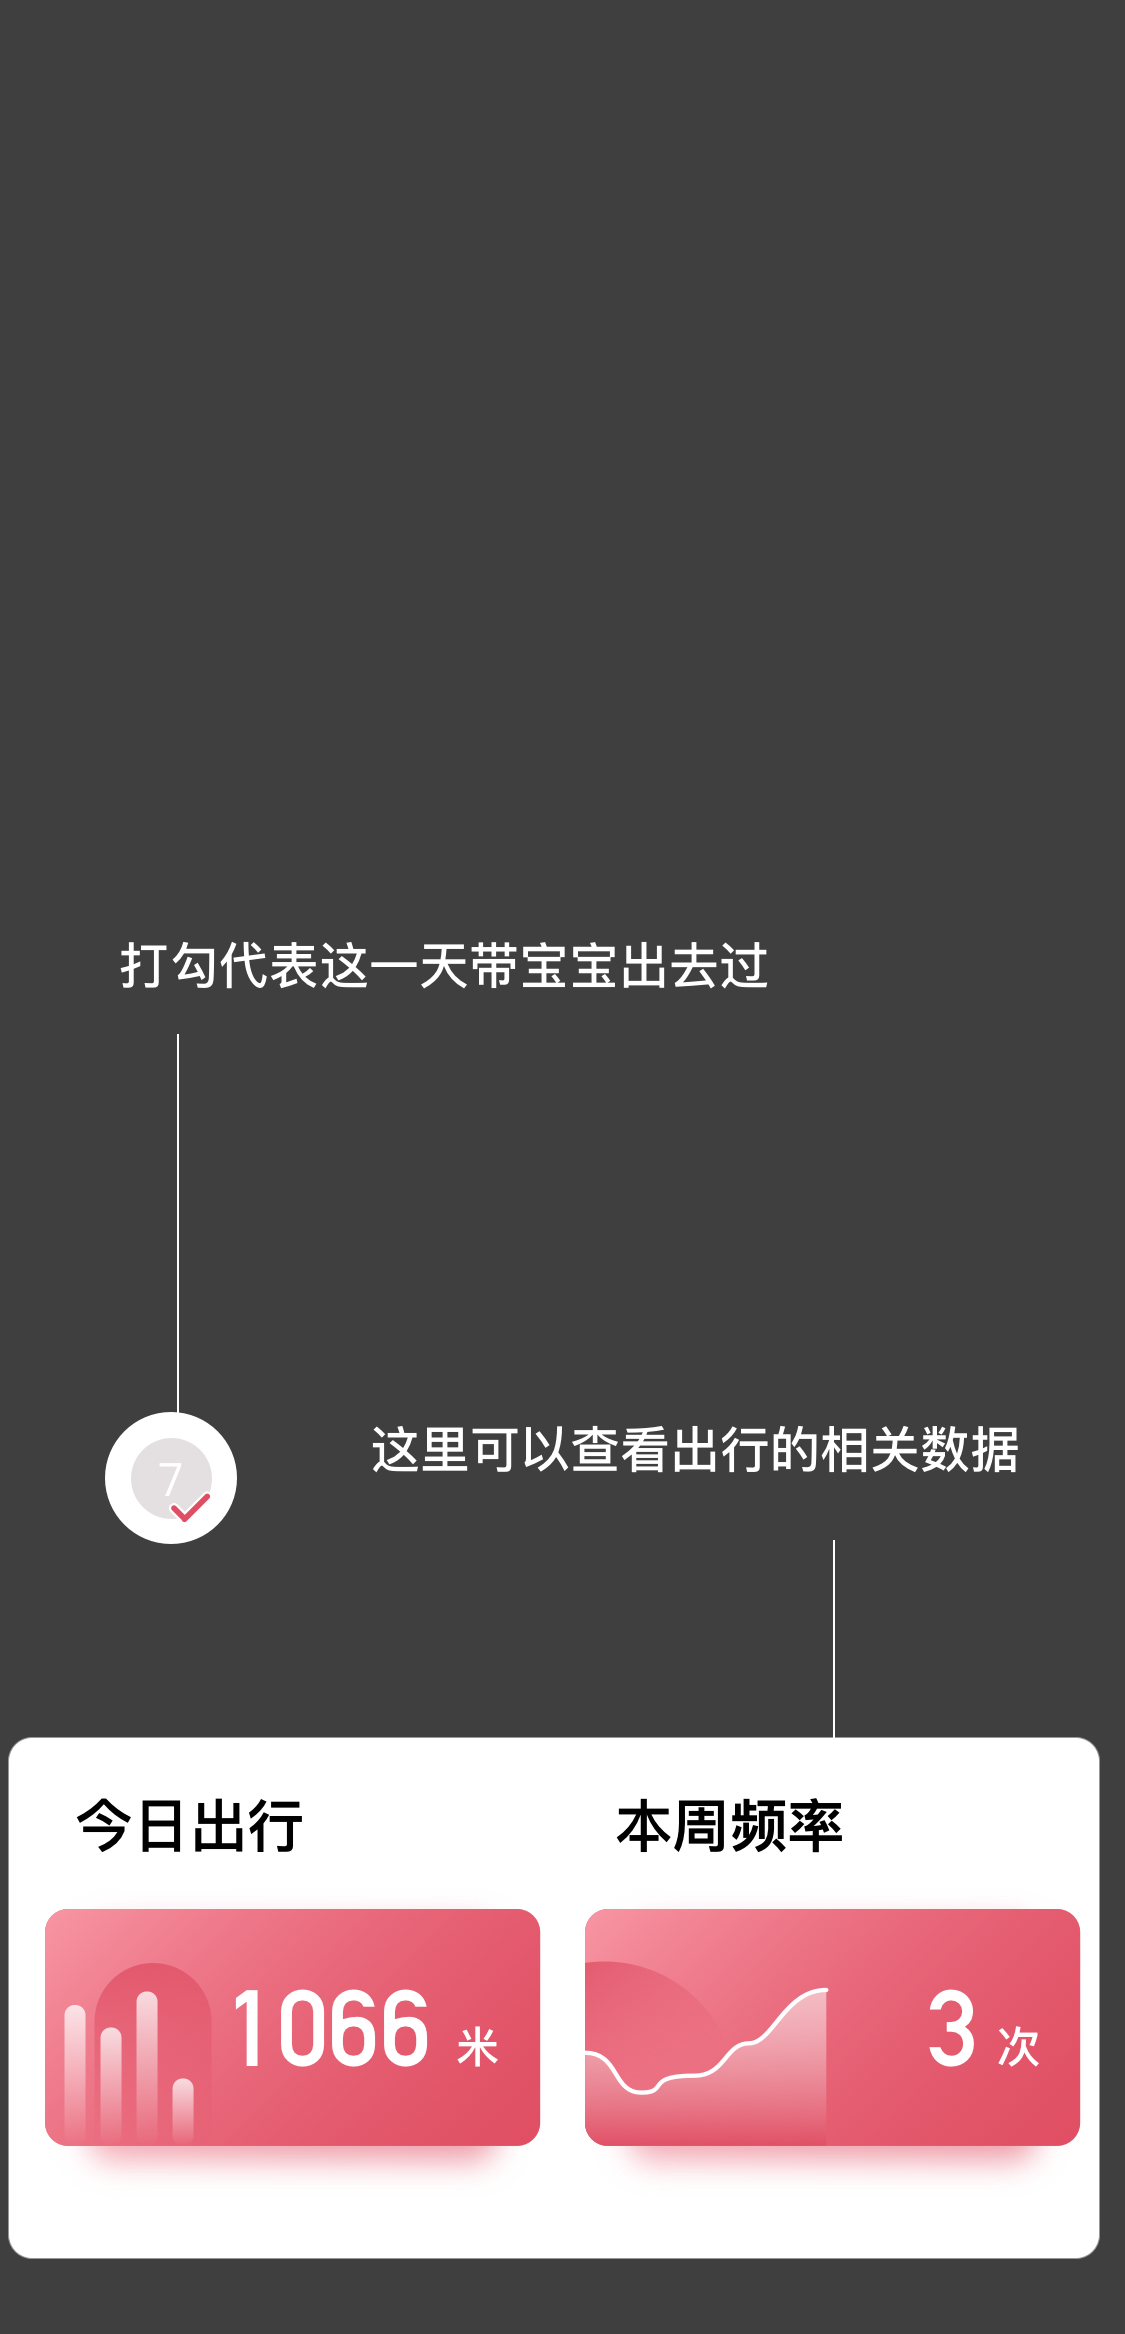 打勾代表这一天带宝宝出去过
7
这里可以查看出行的相关数据
今日出行
本周频率
1066 米
3 次